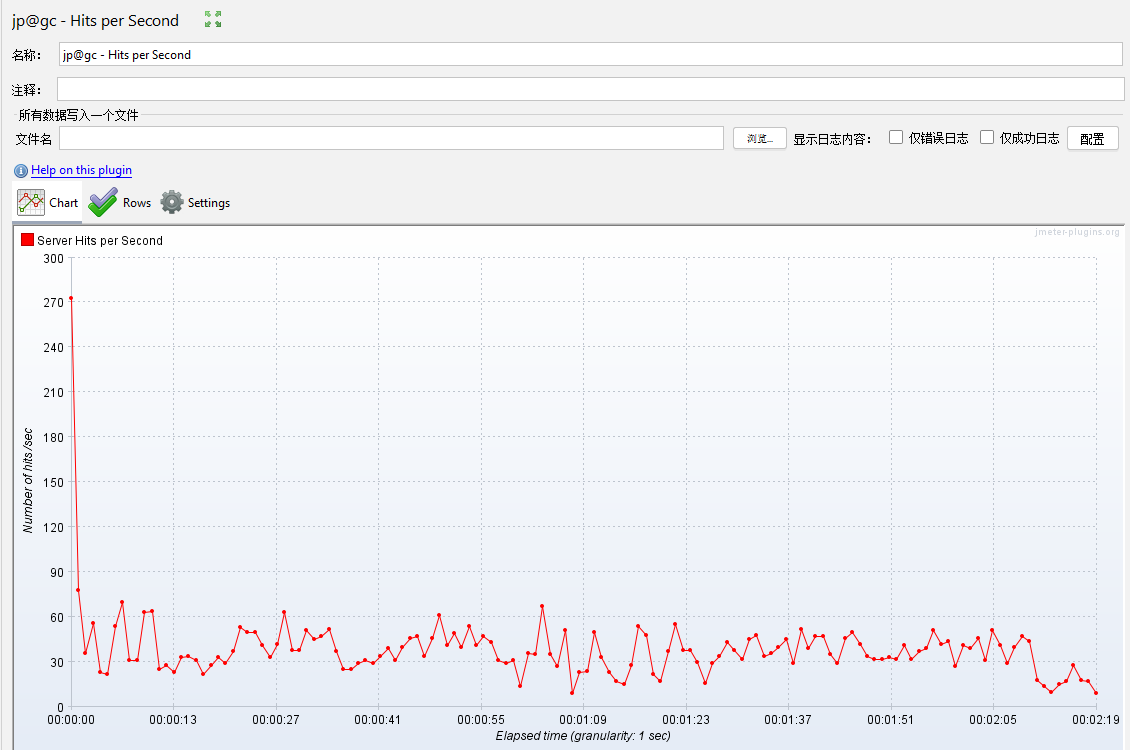 jp@gc - Hits per Second
名称： jp@gc - Hits per Second
注释：
所有数据写入一个文件
文件名 浏览... 显示日志内容： 仅错误日志 仅成功日志 配置
Help on this plugin
Chart Rows Settings
jmeter-plugins.org
Server Hits per Second
300
270
240
210
180
150
120
90
60
30
0
Number of hits /sec
00:00:00 00:00:13 00:00:27 00:00:41 00:00:55 00:01:09 00:01:23 00:01:37 00:01:51 00:02:05 00:02:19
Elapsed time (granularity: 1 sec)